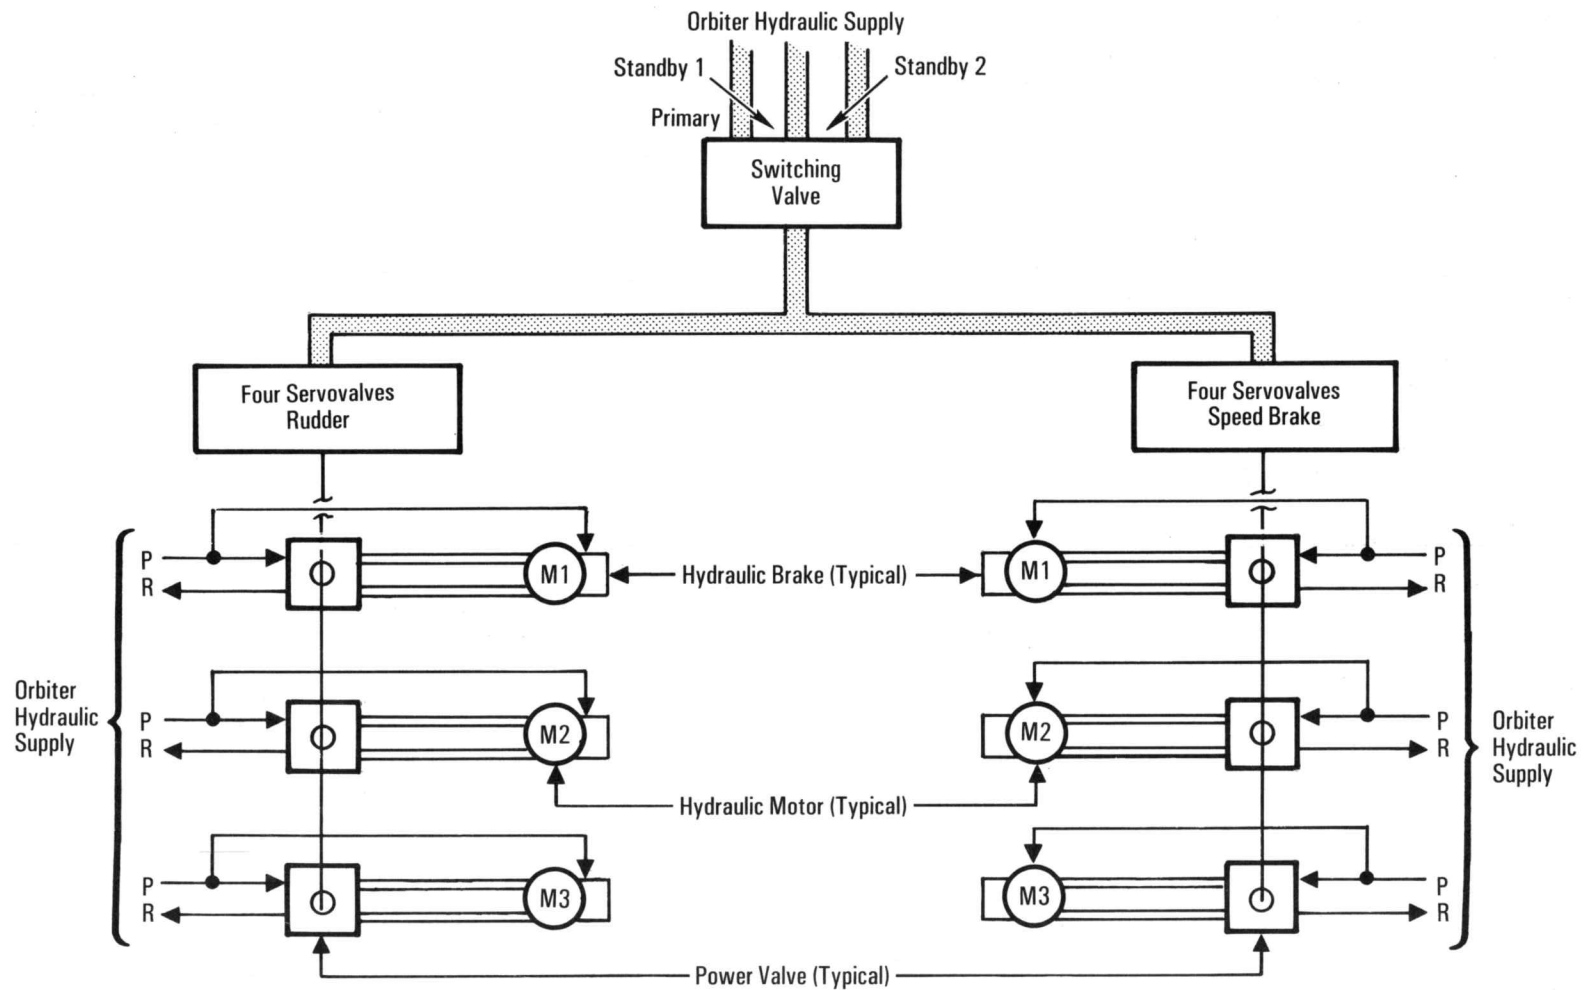 Orbiter Hydraulic Supply
Standby 1
Standby 2
Primary
Switching
Valve
Four Servovalves
Rudder
Four Servovalves
Speed Brake
P
R
M1
Hydraulic Brake (Typical)
M1
P
R
Orbiter
Hydraulic
Supply
P
R
M2
M2
P
R
Orbiter
Hydraulic
Supply
Hydraulic Motor (Typical)
P
R
M3
M3
P
R
Power Valve (Typical)